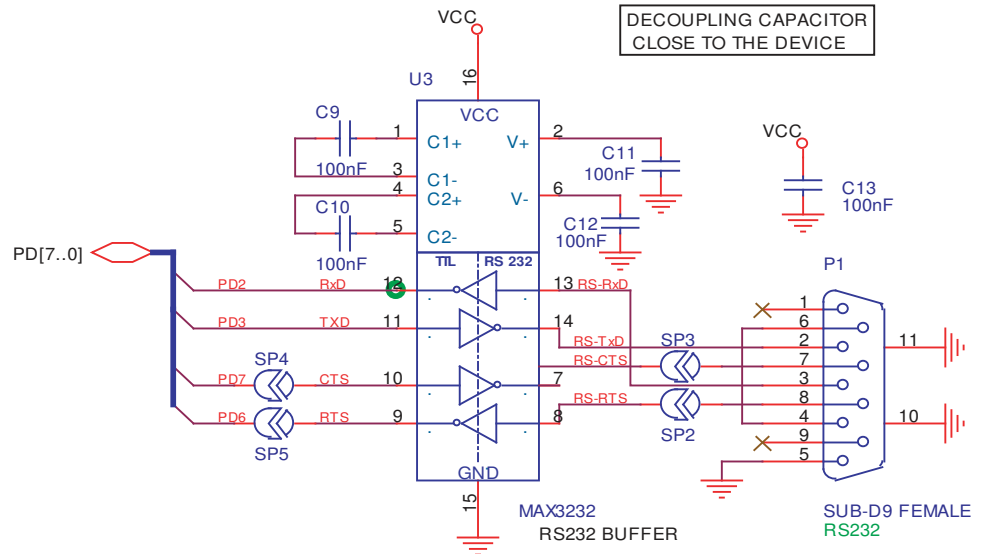 VCC
DECOUPLING CAPACITOR
CLOSE TO THE DEVICE
16
U3
VCC
C9
100nF
1
3
4
5
C1+
C1-
C2+
C2-
V+
V-
2
6
C10
100nF
C11
100nF
C12
100nF
VCC
C13
100nF
PD[7..0]
TTL
RS 232
PD2
RxD
12
13
RS-RxD
PD3
TXD
11
14
RS-TxD
SP4
PD7
CTS
10
7
RS-CTS
SP3
PD6
RTS
9
8
RS-RTS
SP5
SP2
GND
15
MAX3232
RS232 BUFFER
P1
1
6
2
7
3
8
4
9
5
11
10
SUB-D9 FEMALE
RS232